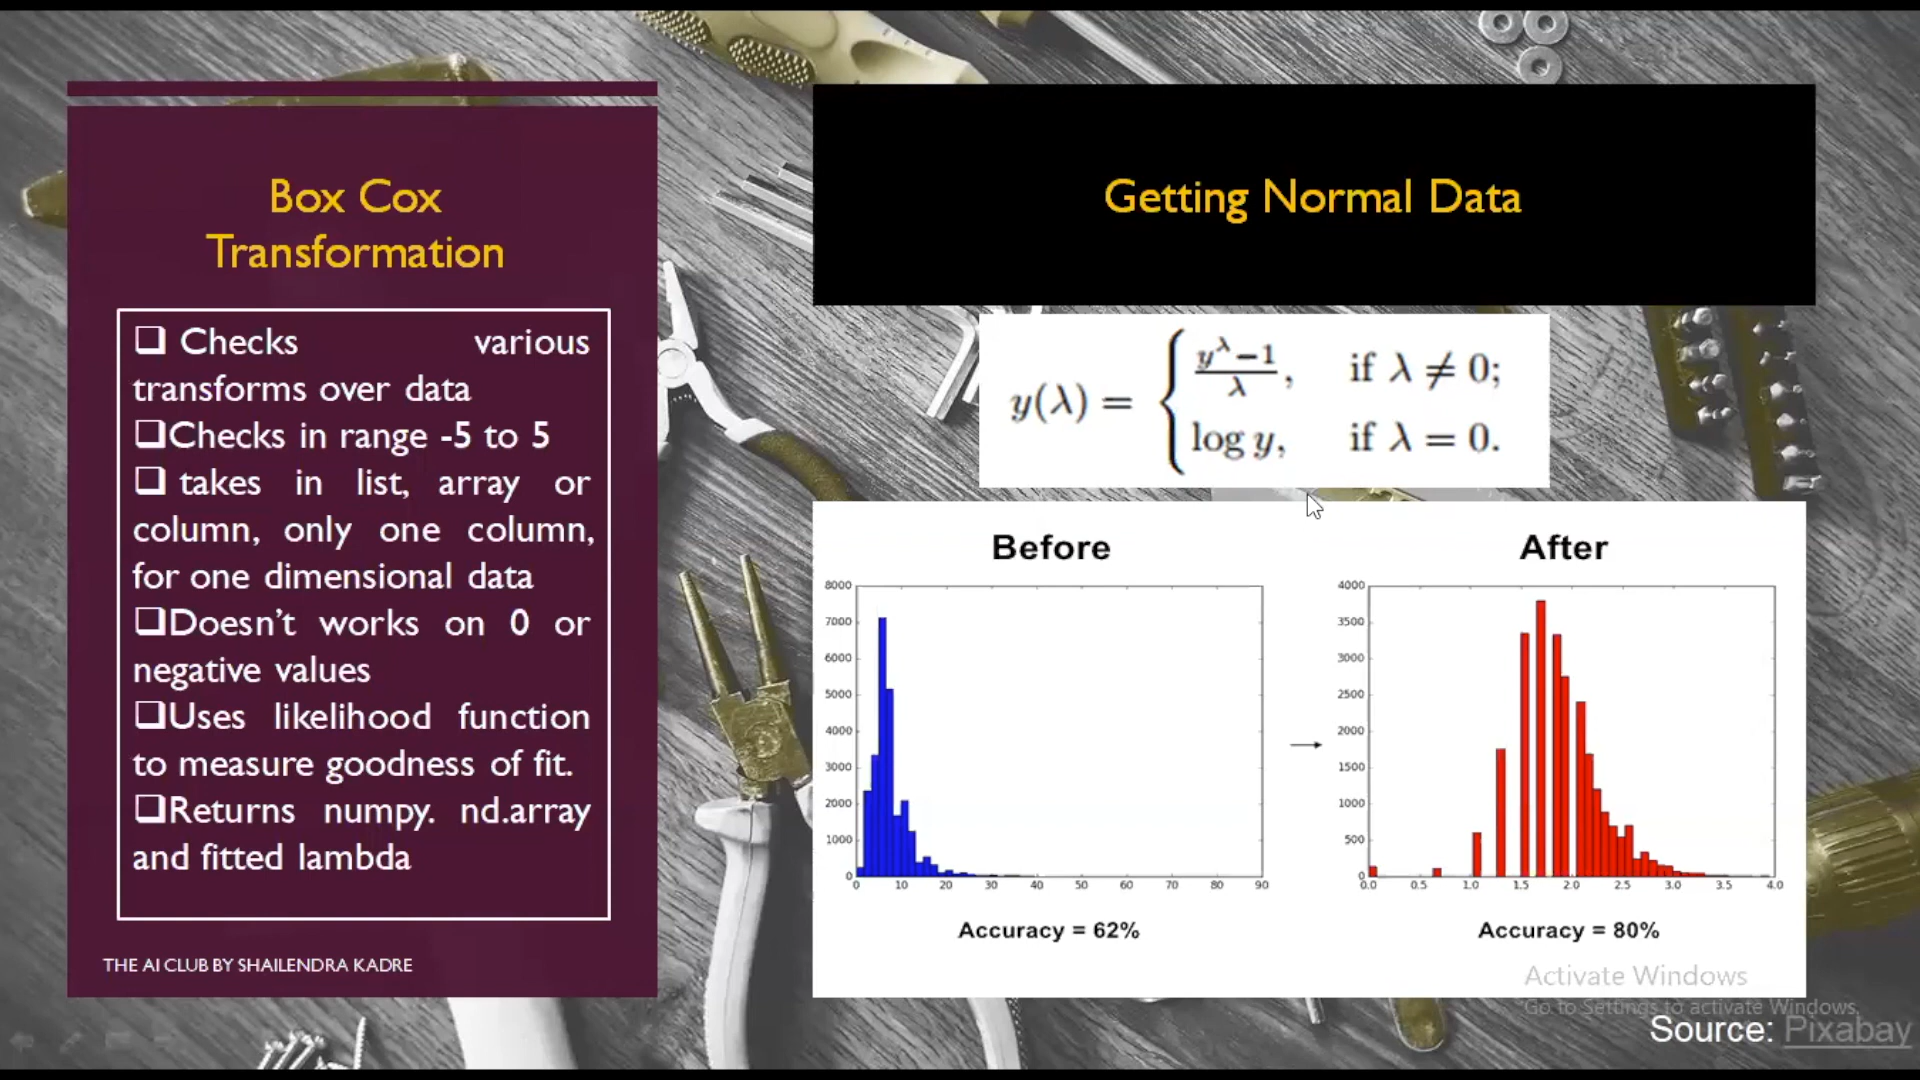 Box Cox
Transformation
❑ Checks various
transforms over data
❑Checks in range -5 to 5
❑ takes in list, array or
column, only one column,
for one dimensional data
❑Doesn't works on 0 or
negative values
❑Uses likelihood function
to measure goodness of fit.
❑Returns numpy. nd.array
and fitted lambda
THE AI CLUB BY SHAILENDRA KADRE
Getting Normal Data
y(λ) = { (y^λ−1)/λ, if λ ≠ 0;
log y, if λ = 0.
Before
8000
7000
6000
5000
4000
3000
2000
1000
0
0 10 20 30 40 50 60 70 80 90
Accuracy = 62%
→
After
4000
3500
3000
2500
2000
1500
1000
500
0
0.0 0.5 1.0 1.5 2.0 2.5 3.0 3.5 4.0
Accuracy = 80%
Activate Windows
Go to Settings to activate Windows.
Source: Pixabay